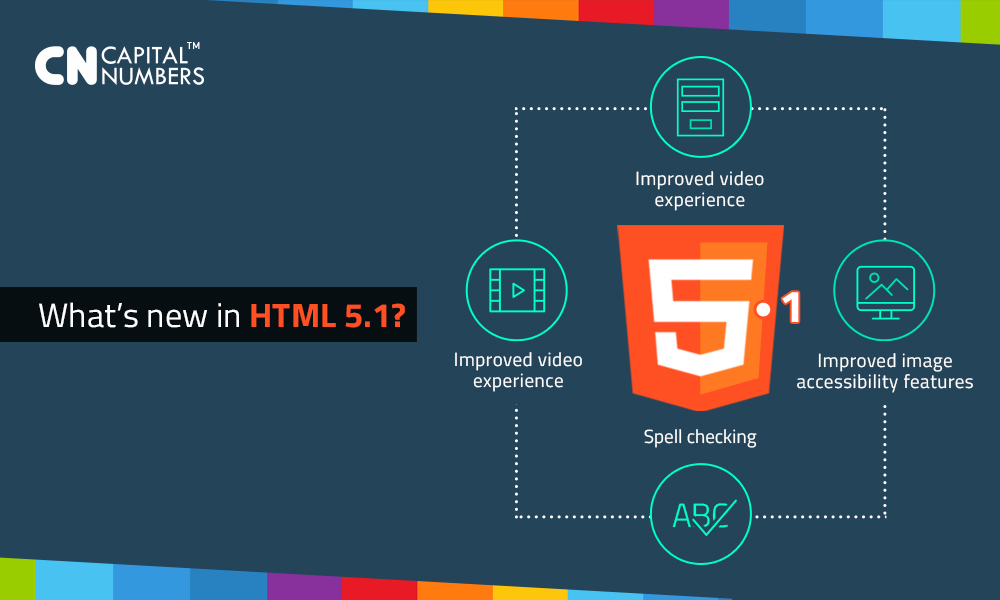 CN CAPITAL™
NUMBERS
What's new in HTML 5.1?
Improved video
experience
Improved video
experience
5.1
Improved image
accessibility features
Spell checking
ABC